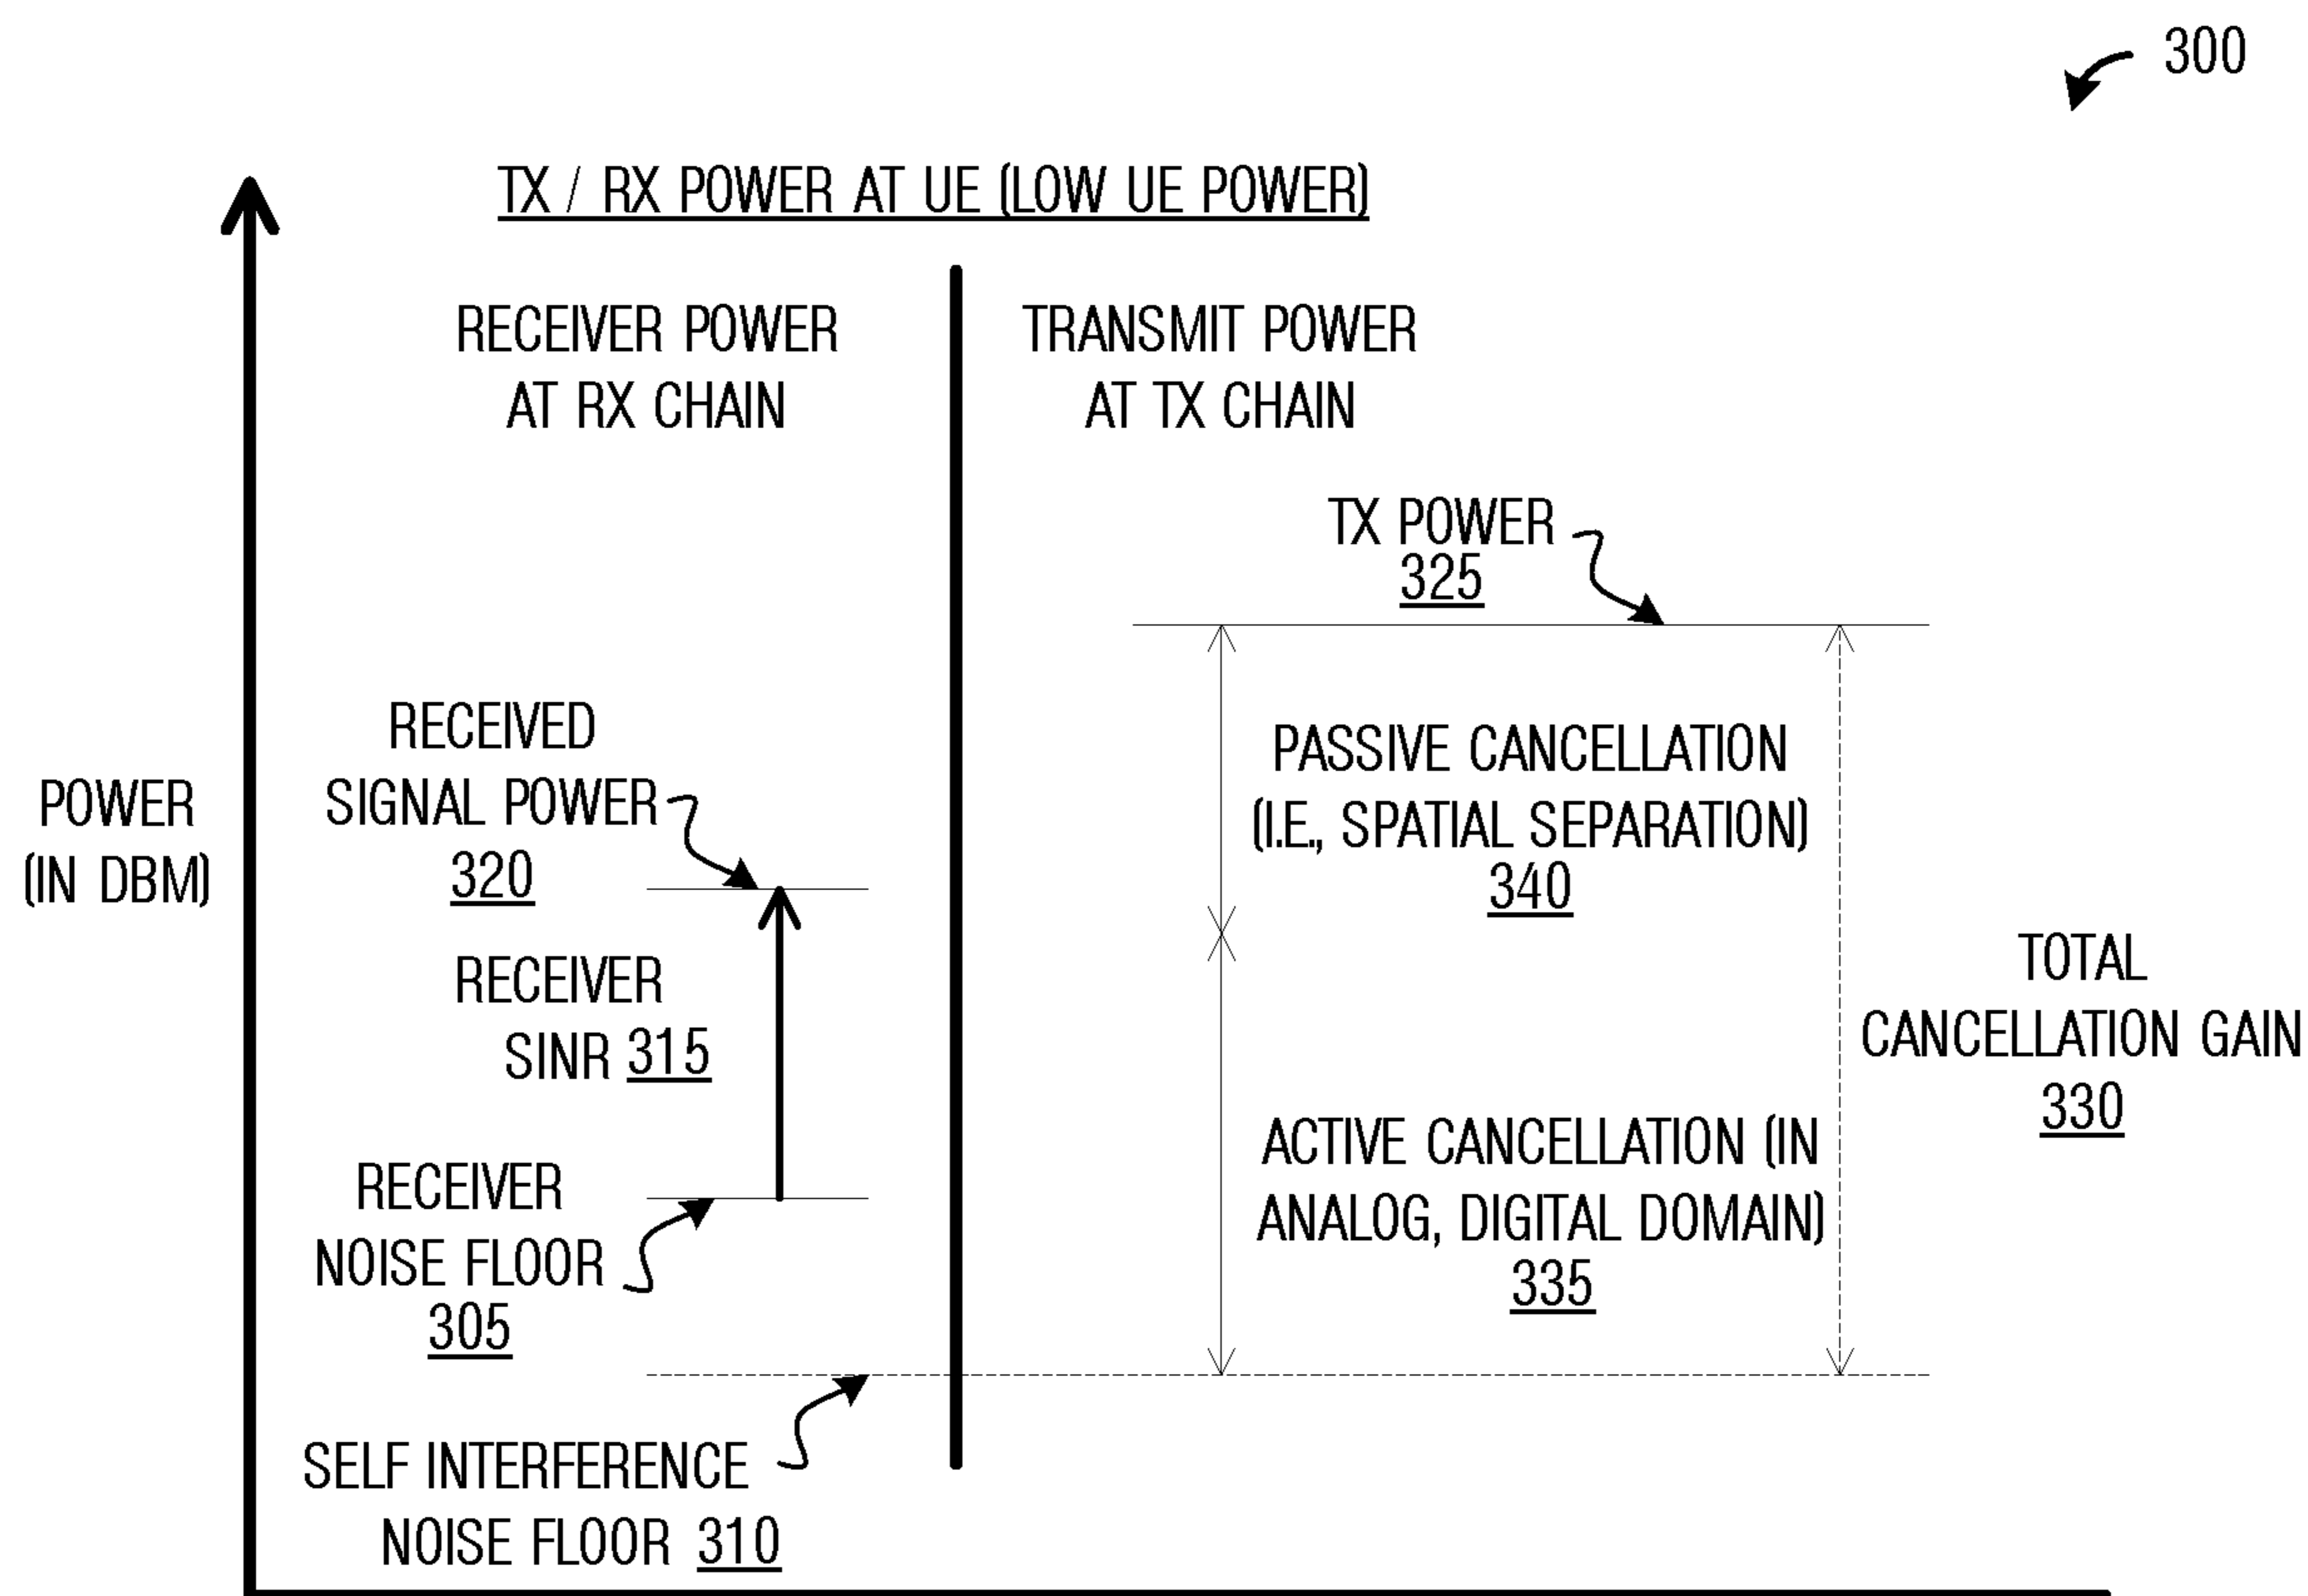 300
TX / RX POWER AT UE (LOW UE POWER)
RECEIVER POWER
AT RX CHAIN
TRANSMIT POWER
AT TX CHAIN
TX POWER
325
RECEIVED
SIGNAL POWER
320
POWER
(IN DBM)
PASSIVE CANCELLATION
(I.E., SPATIAL SEPARATION)
340
RECEIVER
SINR 315
TOTAL
CANCELLATION GAIN
330
RECEIVER
NOISE FLOOR
305
ACTIVE CANCELLATION (IN
ANALOG, DIGITAL DOMAIN)
335
SELF INTERFERENCE
NOISE FLOOR 310